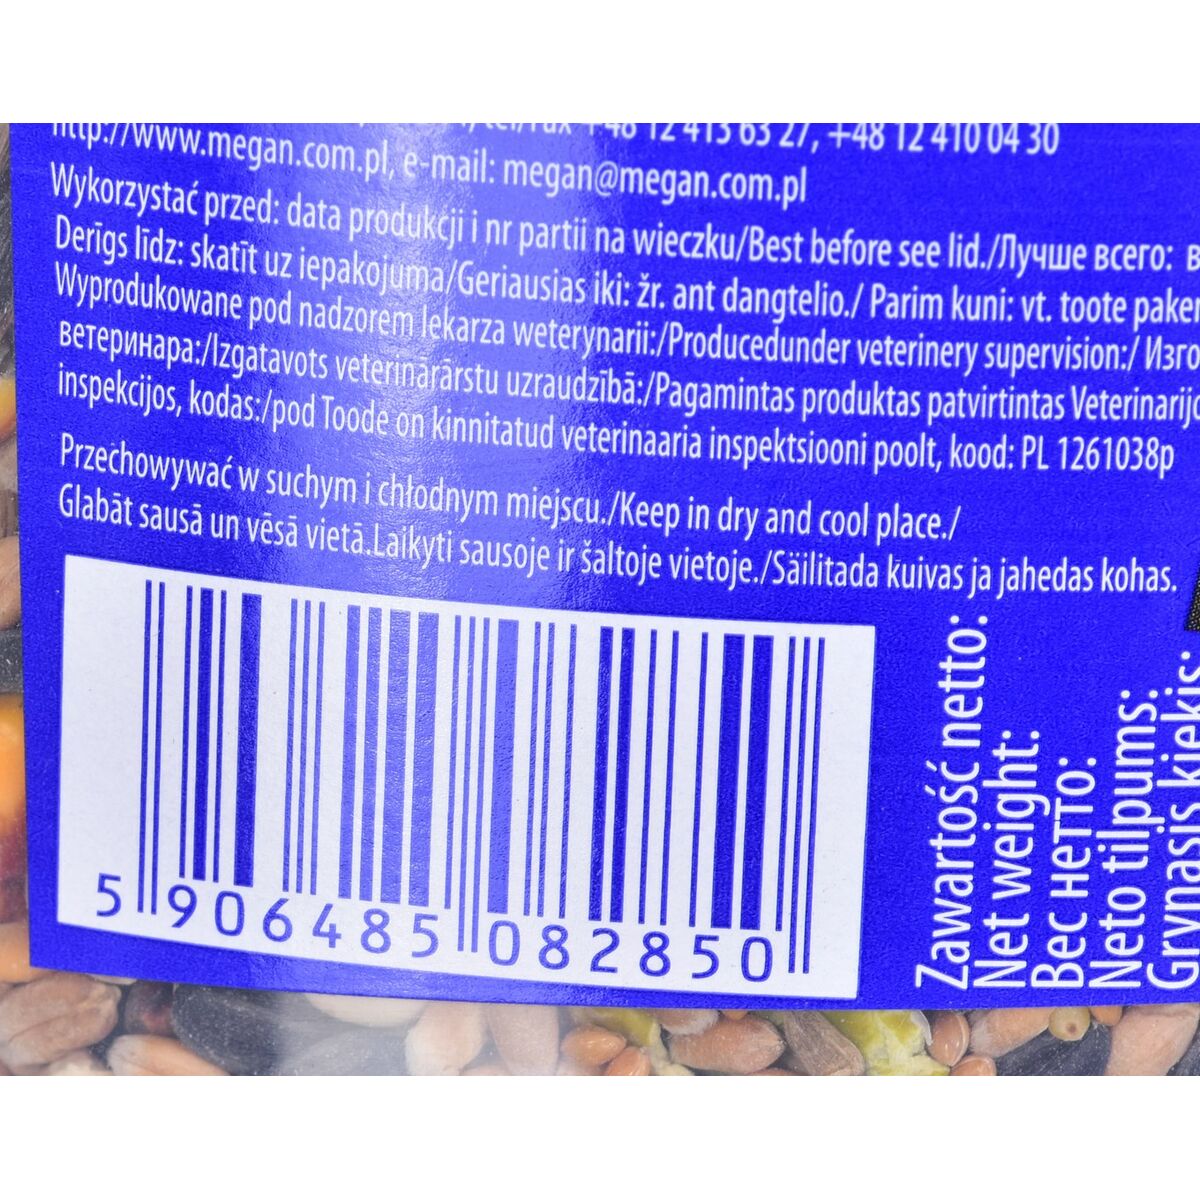 http://www.megan.com.pl, e-mail: megan@megan.com.pl
Wykorzystać przed: data produkcji i nr partii na wieczku/Best before see lid./Лучше всего: в
Derīgs līdz: skatīt uz iepakojuma/Geriausias iki: žr. ant dangtelio./ Parim kuni: vt. toote paken
Wyprodukowane pod nadzorem lekarza weterynarii:/Producedunder veterinery supervision:/ Изго
ветеринара:/Izgatavots veterinārārstu uzraudzībā:/Pagamintas produktas patvirtintas Veterinarijo
inspekcijos, kodas:/pod Toode on kinnitatud veterinaaria inspektsiooni poolt, kood: PL 1261038p
Przechowywać w suchym i chłodnym miejscu./Keep in dry and cool place./
Glabāt sausā un vēsā vietā.Laikyti sausoje ir šaltoje vietoje./Säilitada kuivas ja jahedas kohas.
5 906485 082850
Zawartość netto:
Net weight:
Вес нетто:
Neto tilpums:
Grynasis kiekis: